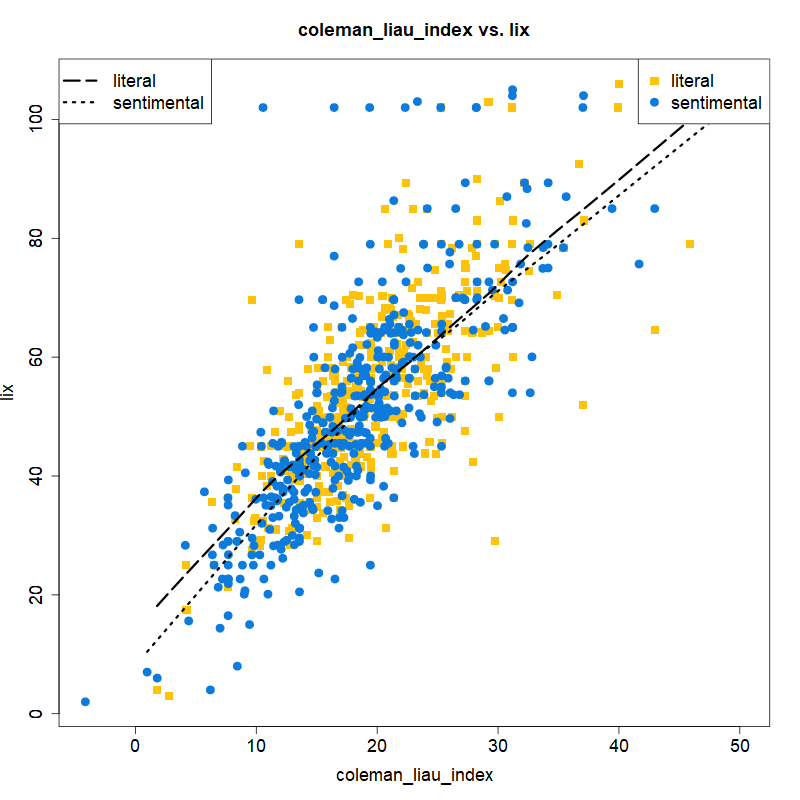 coleman_liau_index vs. lix
literal
sentimental
literal
sentimental
lix
0
20
40
60
80
100
0 10 20 30 40 50
coleman_liau_index